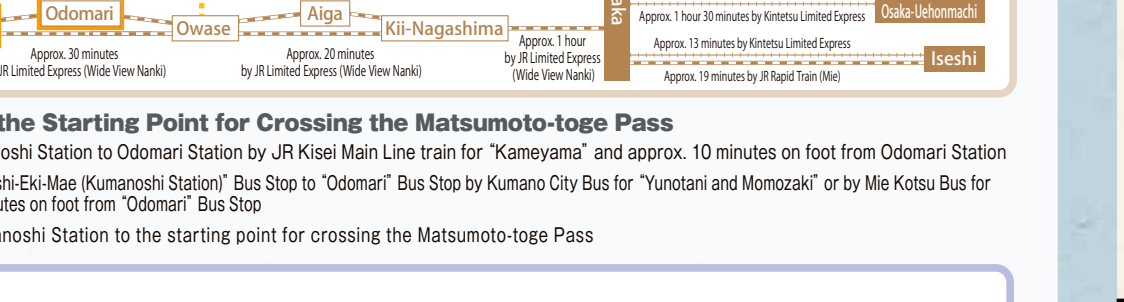 Odomari
Owase
Aiga
Kii-Nagashima
Approx. 30 minutes
JR Limited Express (Wide View Nanki)
Approx. 20 minutes
by JR Limited Express (Wide View Nanki)
Approx. 1 hour
by JR Limited Express
(Wide View Nanki)
aka
Approx. 1 hour 30 minutes by Kintetsu Limited Express
Osaka-Uehonmachi
Approx. 13 minutes by Kintetsu Limited Express
Iseshi
Approx. 19 minutes by JR Rapid Train (Mie)
the Starting Point for Crossing the Matsumoto-toge Pass
oshi Station to Odomari Station by JR Kisei Main Line train for “Kameyama” and approx. 10 minutes on foot from Odomari Station
shi-Eki-Mae (Kumanoshi Station)” Bus Stop to “Odomari” Bus Stop by Kumano City Bus for “Yunotani and Momozaki” or by Mie Kotsu Bus for
utes on foot from “Odomari” Bus Stop
anoshi Station to the starting point for crossing the Matsumoto-toge Pass